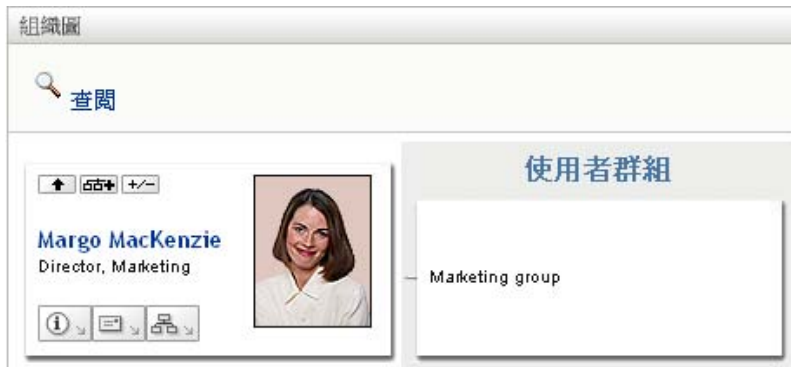 組織圖
查閱
使用者群組
+/-
Margo MacKenzie
Director, Marketing
Marketing group